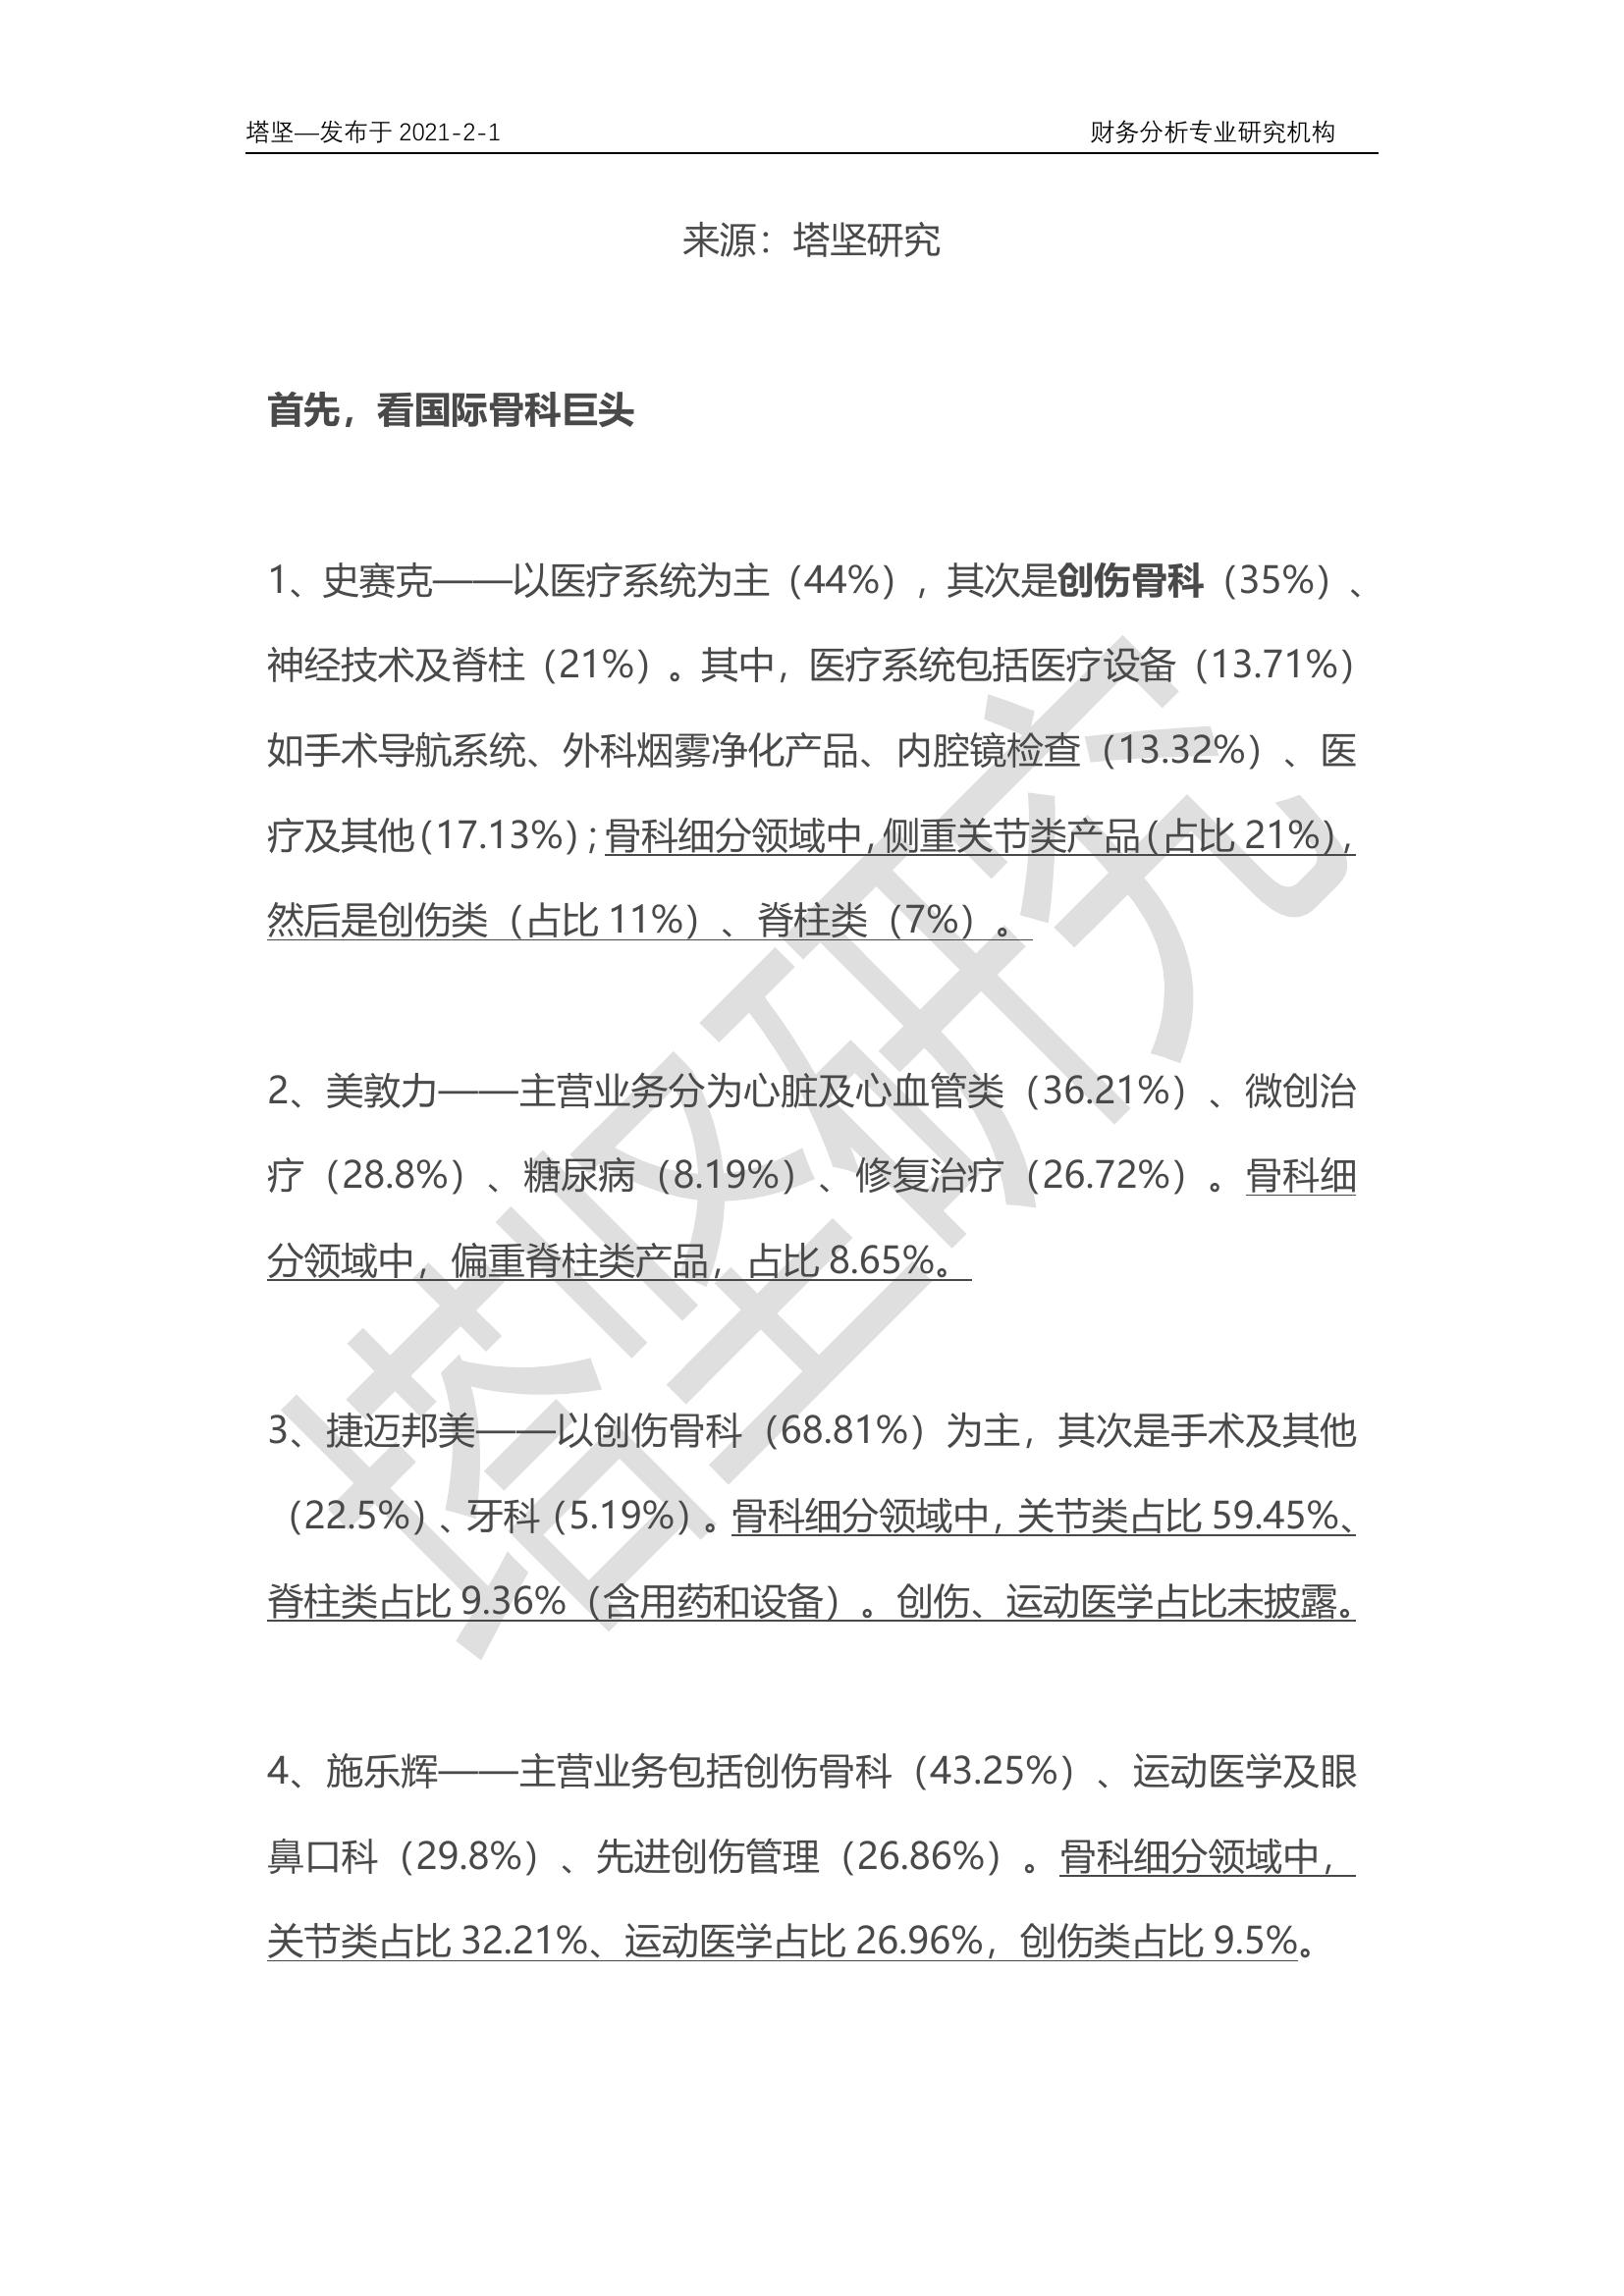 塔坚—发布于 2021-2-1 财务分析专业研究机构
来源：塔坚研究
首先，看国际骨科巨头
1、史赛克——以医疗系统为主（44%），其次是创伤骨科（35%）、
神经技术及脊柱（21%）。其中，医疗系统包括医疗设备（13.71%）
如手术导航系统、外科烟雾净化产品、内腔镜检查（13.32%）、医
疗及其他（17.13%）；骨科细分领域中，侧重关节类产品（占比 21%），
然后是创伤类（占比 11%）、脊柱类（7%）。
2、美敦力——主营业务分为心脏及心血管类（36.21%）、微创治
疗（28.8%）、糖尿病（8.19%）、修复治疗（26.72%）。骨科细
分领域中，偏重脊柱类产品，占比 8.65%。
3、捷迈邦美——以创伤骨科（68.81%）为主，其次是手术及其他
（22.5%）、牙科（5.19%）。骨科细分领域中，关节类占比 59.45%、
脊柱类占比 9.36%（含用药和设备）。创伤、运动医学占比未披露。
4、施乐辉——主营业务包括创伤骨科（43.25%）、运动医学及眼
鼻口科（29.8%）、先进创伤管理（26.86%）。骨科细分领域中，
关节类占比 32.21%、运动医学占比 26.96%，创伤类占比 9.5%。
塔坚研究